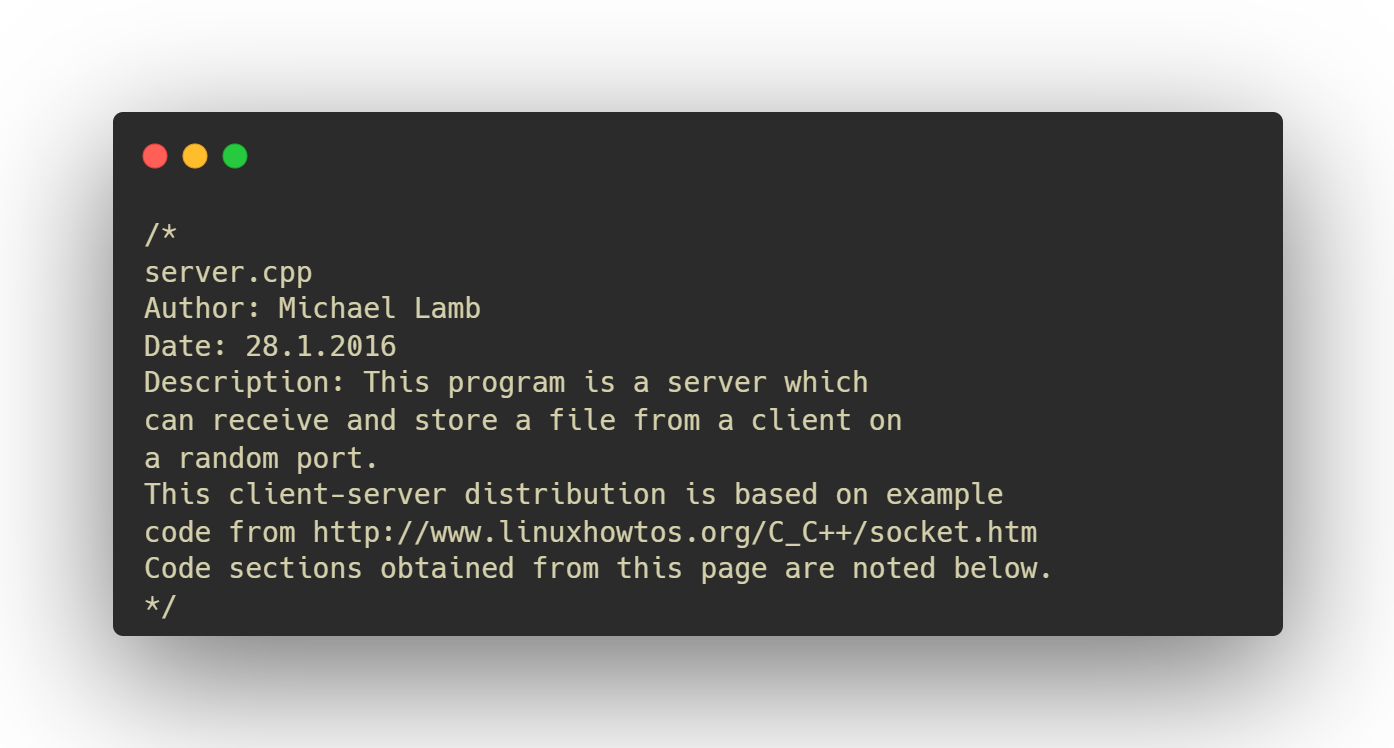 /*
server.cpp
Author: Michael Lamb
Date: 28.1.2016
Description: This program is a server which
can receive and store a file from a client on
a random port.
This client-server distribution is based on example
code from http://www.linuxhowtos.org/C_C++/socket.htm
Code sections obtained from this page are noted below.
*/